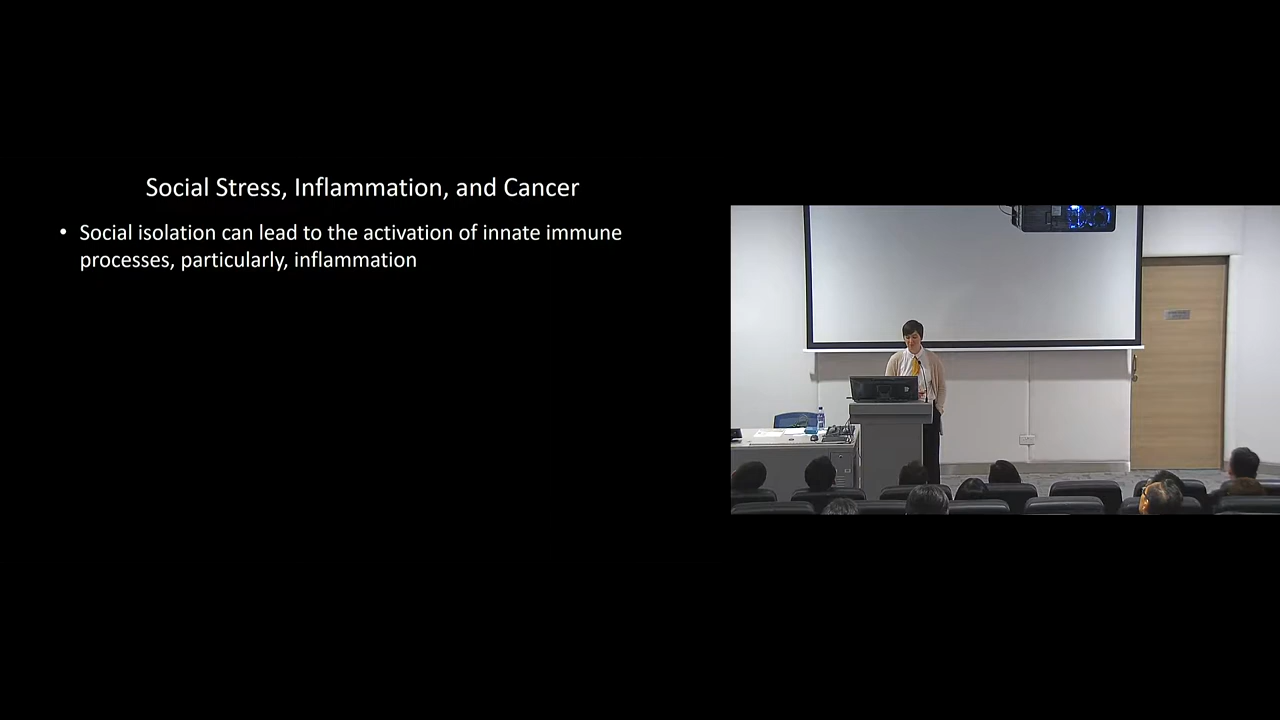 Social Stress, Inflammation, and Cancer
• Social isolation can lead to the activation of innate immune
processes, particularly, inflammation